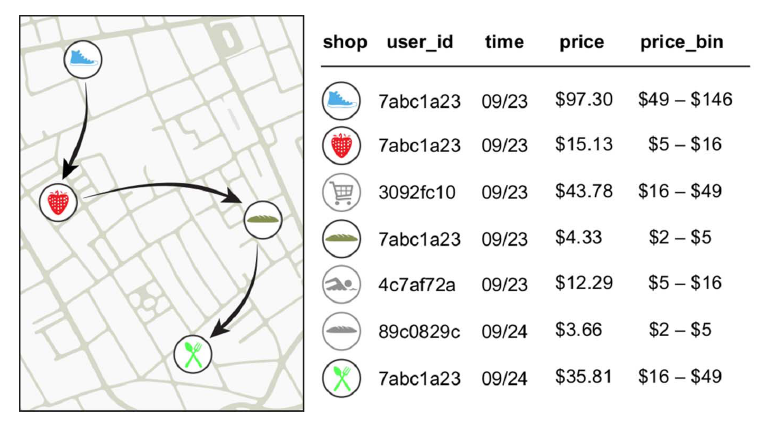 shop user_id time price price_bin
7abc1a23 09/23 $97.30 $49 – $146
7abc1a23 09/23 $15.13 $5 – $16
3092fc10 09/23 $43.78 $16 – $49
7abc1a23 09/23 $4.33 $2 – $5
4c7af72a 09/23 $12.29 $5 – $16
89c0829c 09/24 $3.66 $2 – $5
7abc1a23 09/24 $35.81 $16 – $49